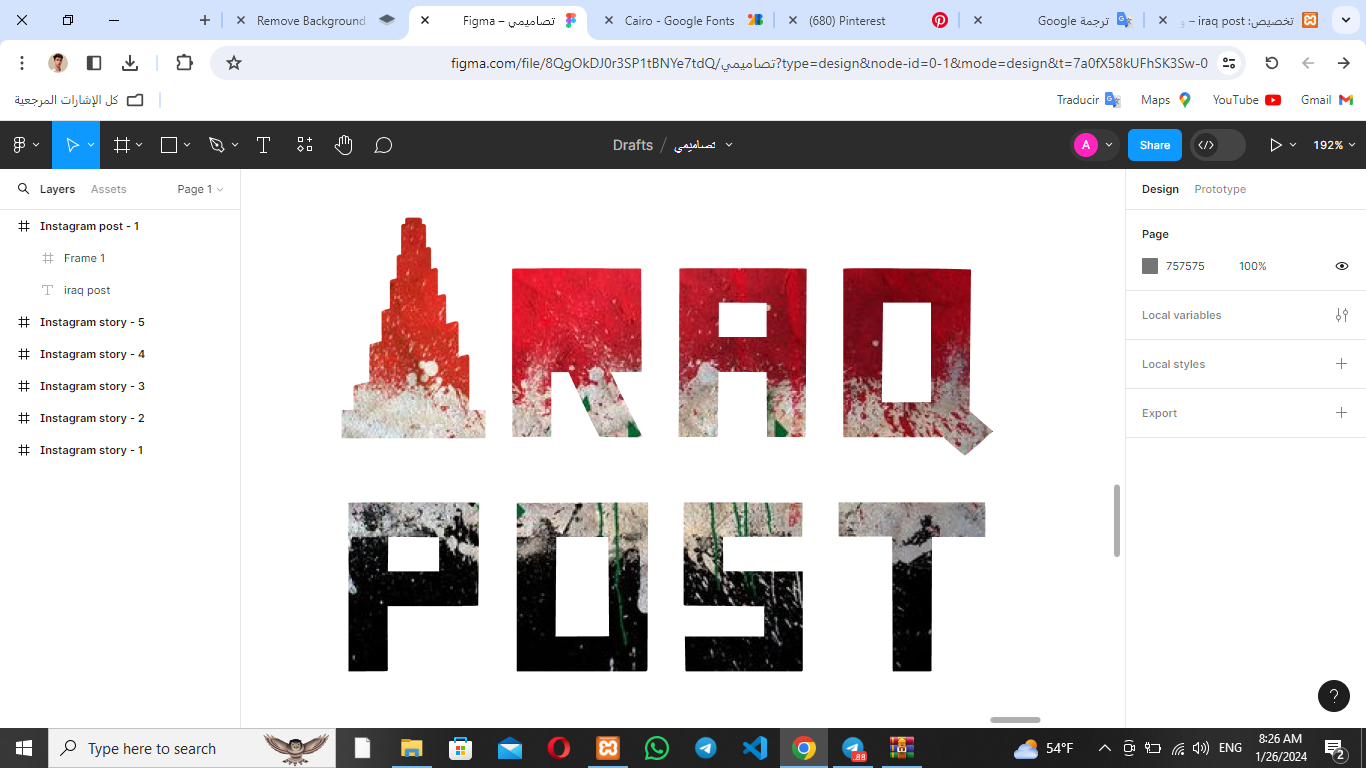 Remove Background
Figma – تصاميمي
Cairo - Google Fonts
(680) Pinterest
ترجمة Google
تخصيص: iraq post – و
figma.com/file/8QgOkDJ0r3SP1tBNYe7tdQ/تصاميمي?type=design&node-id=0-1&mode=design&t=7a0fX58kUFhSK3Sw-0
كل الإشارات المرجعية
Traducir
Maps
YouTube
Gmail
Drafts / تصاميمي
A
Share
192%
Layers
Assets
Page 1
Design
Prototype
Instagram post - 1
Frame 1
iraq post
Instagram story - 5
Instagram story - 4
Instagram story - 3
Instagram story - 2
Instagram story - 1
RAQ
POST
Page
757575
100%
Local variables
Local styles
Export
?
Type here to search
.88
54°F
ENG
8:26 AM
1/26/2024
2